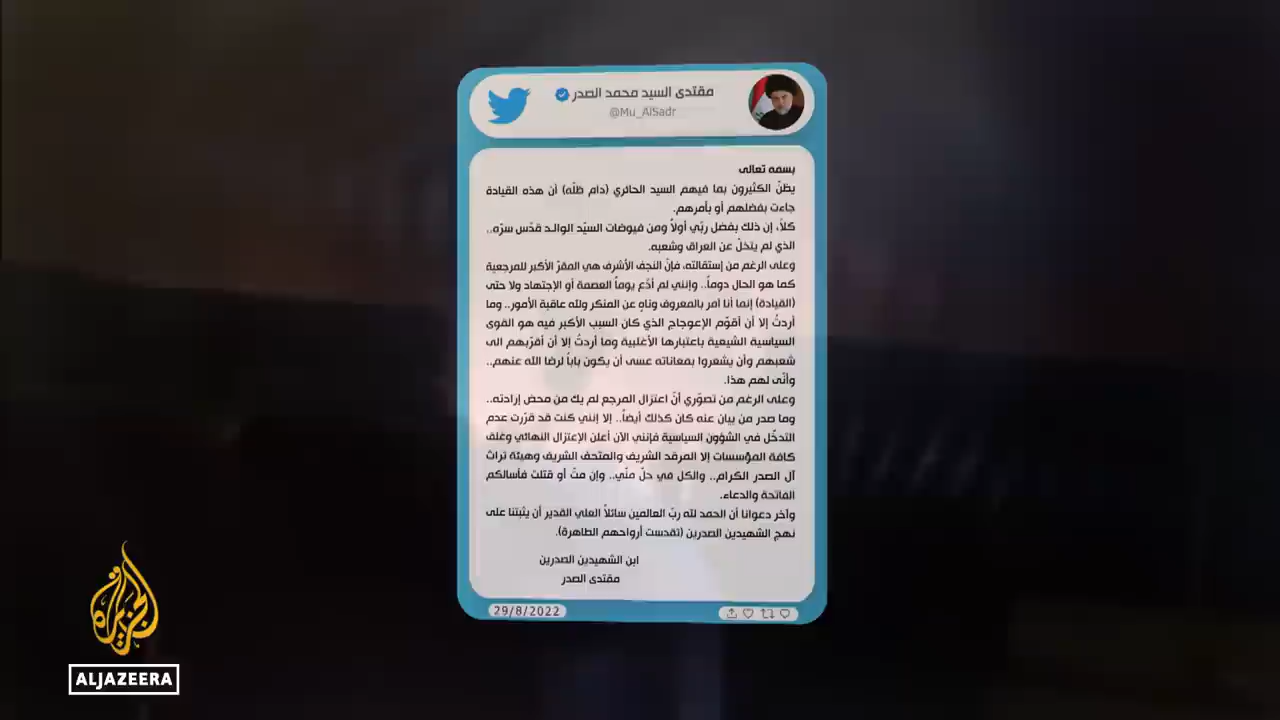 مقتدى السيد محمد الصدر
@Mu_AlSadr
بسمه تعالى
يظنّ الكثيرون بما فيهم السيد الحائري (دام ظلّه) أن هذه القيادة
جاءت بفضلهم أو بأمرهم.
كلا، إن ذلك بفضل ربّي أولاً ومن فيوضات السيّد الوالد قدّس سرّه..
الذي لم يتخلّ عن العراق وشعبه.
وعلى الرغم من إستقالته، فإنّ النجف الأشرف هي المقرّ الأكبر للمرجعية
كما هو الحال دوماً.. وإنني لم أدّعِ يوماً العصمة أو الإجتهاد ولا حتى
(القيادة) إنما أنا آمر بالمعروف وناهٍ عن المنكر ولله عاقبة الأمور.. وما
أردتُ إلا أن أقوّم الإعوجاج الذي كان السبب الأكبر فيه هو القوى
السياسية الشيعية باعتبارها الأغلبية وما أردتُ إلا أن أقرّبهم الى
شعبهم وأن يشعروا بمعاناته عسى أن يكون باباً لرضا الله عنهم..
وأنّى لهم هذا.
وعلى الرغم من تصوّري أنّ اعتزال المرجع لم يك من محض إرادته..
وما صدر من بيان عنه كان كذلك أيضاً.. إلا إنني كنت قد قرّرت عدم
التدخّل في الشؤون السياسية فإنني الآن أعلن الإعتزال النهائي وغلق
كافة المؤسسات إلا المرقد الشريف والمتحف الشريف وهيئة تراث
آل الصدر الكرام.. والكل في حلّ منّي.. وإن متّ أو قتلت فأسالكم
الفاتحة والدعاء.
وآخر دعوانا أن الحمد لله ربّ العالمين سائلاً العلي القدير أن يثبتنا على
نهج الشهيدين الصدرين (تقدست أرواحهم الطاهرة).
ابن الشهيدين الصدرين
مقتدى الصدر
29/8/2022
الجزيرة
ALJAZEERA